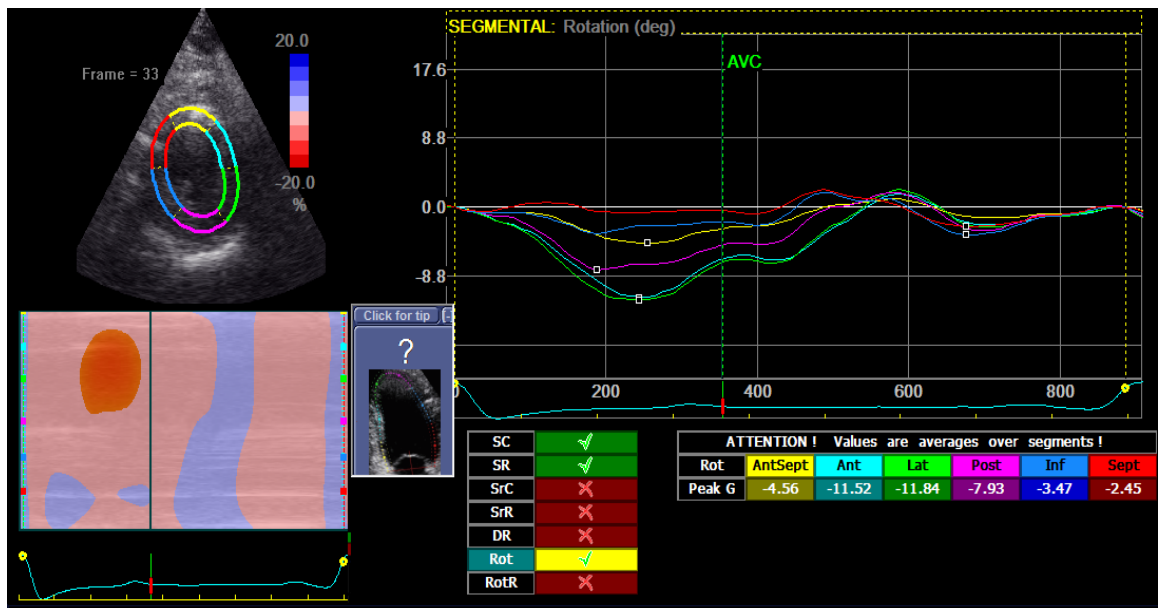 SEGMENTAL: Rotation (deg)
20.0
Frame = 33
-20.0
%
AVC
17.6
8.8
0.0
-8.8
0 200 400 600 800
Click for tip [-]
?
SC
SR
SrC
SrR
DR
Rot
RotR
ATTENTION ! Values are averages over segments !
Rot AntSept Ant Lat Post Inf Sept
Peak G -4.56 -11.52 -11.84 -7.93 -3.47 -2.45